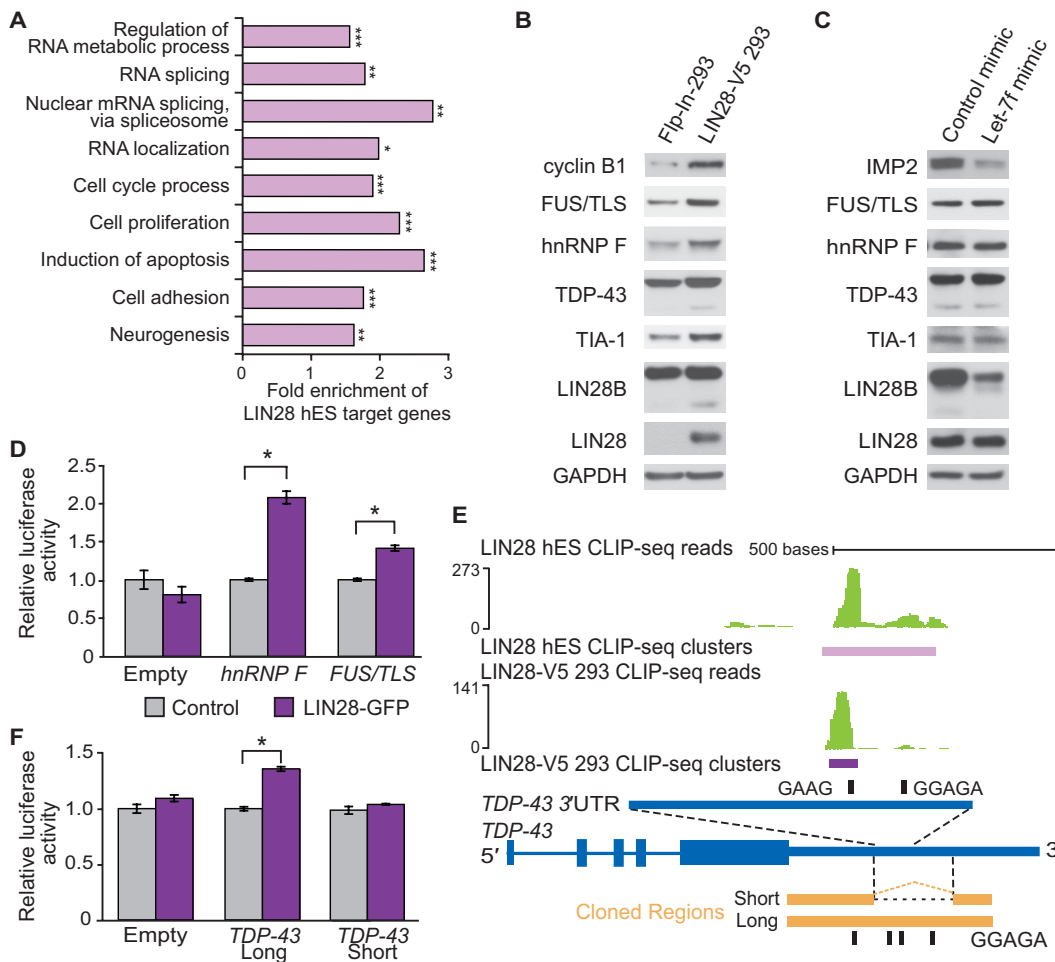 A
Regulation of
RNA metabolic process
***
RNA splicing
**
Nuclear mRNA splicing,
via spliceosome
**
RNA localization
*
Cell cycle process
***
Cell proliferation
***
Induction of apoptosis
***
Cell adhesion
***
Neurogenesis
**
0 1 2 3
Fold enrichment of
LIN28 hES target genes
B
Flp-In-293
LIN28-V5 293
cyclin B1
FUS/TLS
hnRNP F
TDP-43
TIA-1
LIN28B
LIN28
GAPDH
C
Control mimic
Let-7f mimic
IMP2
FUS/TLS
hnRNP F
TDP-43
TIA-1
LIN28B
LIN28
GAPDH
D
Relative luciferase
activity
2.5
2.0
1.5
1.0
0.5
0
*
*
Empty hnRNP F FUS/TLS
Control LIN28-GFP
E
LIN28 hES CLIP-seq reads 500 bases
273
0
LIN28 hES CLIP-seq clusters
LIN28-V5 293 CLIP-seq reads
141
0
LIN28-V5 293 CLIP-seq clusters
GAAG GGAGA
TDP-43 3′UTR
TDP-43
5′ 3
Short
Cloned Regions
Long
GGAGA
F
Relative luciferase
activity
1.5
1.0
1.0
0
*
Empty TDP-43 TDP-43
Long Short